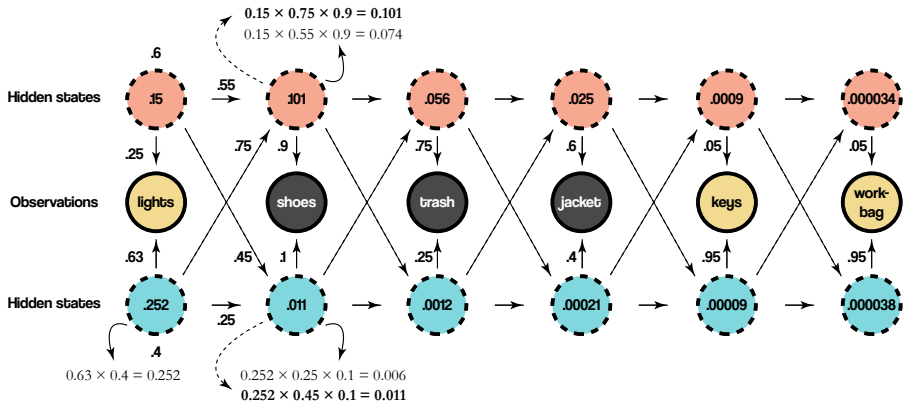 0.15 × 0.75 × 0.9 = 0.101
0.15 × 0.55 × 0.9 = 0.074
.6
.55
Hidden states
.15
.101
.056
.025
.0009
.000034
.25
.75
.9
.75
.6
.05
.05
Observations
lights
shoes
trash
jacket
keys
work-
bag
.63
.45
.1
.25
.4
.95
.95
Hidden states
.252
.011
.0012
.00021
.00009
.000038
.25
.4
0.63 × 0.4 = 0.252
0.252 × 0.25 × 0.1 = 0.006
0.252 × 0.45 × 0.1 = 0.011